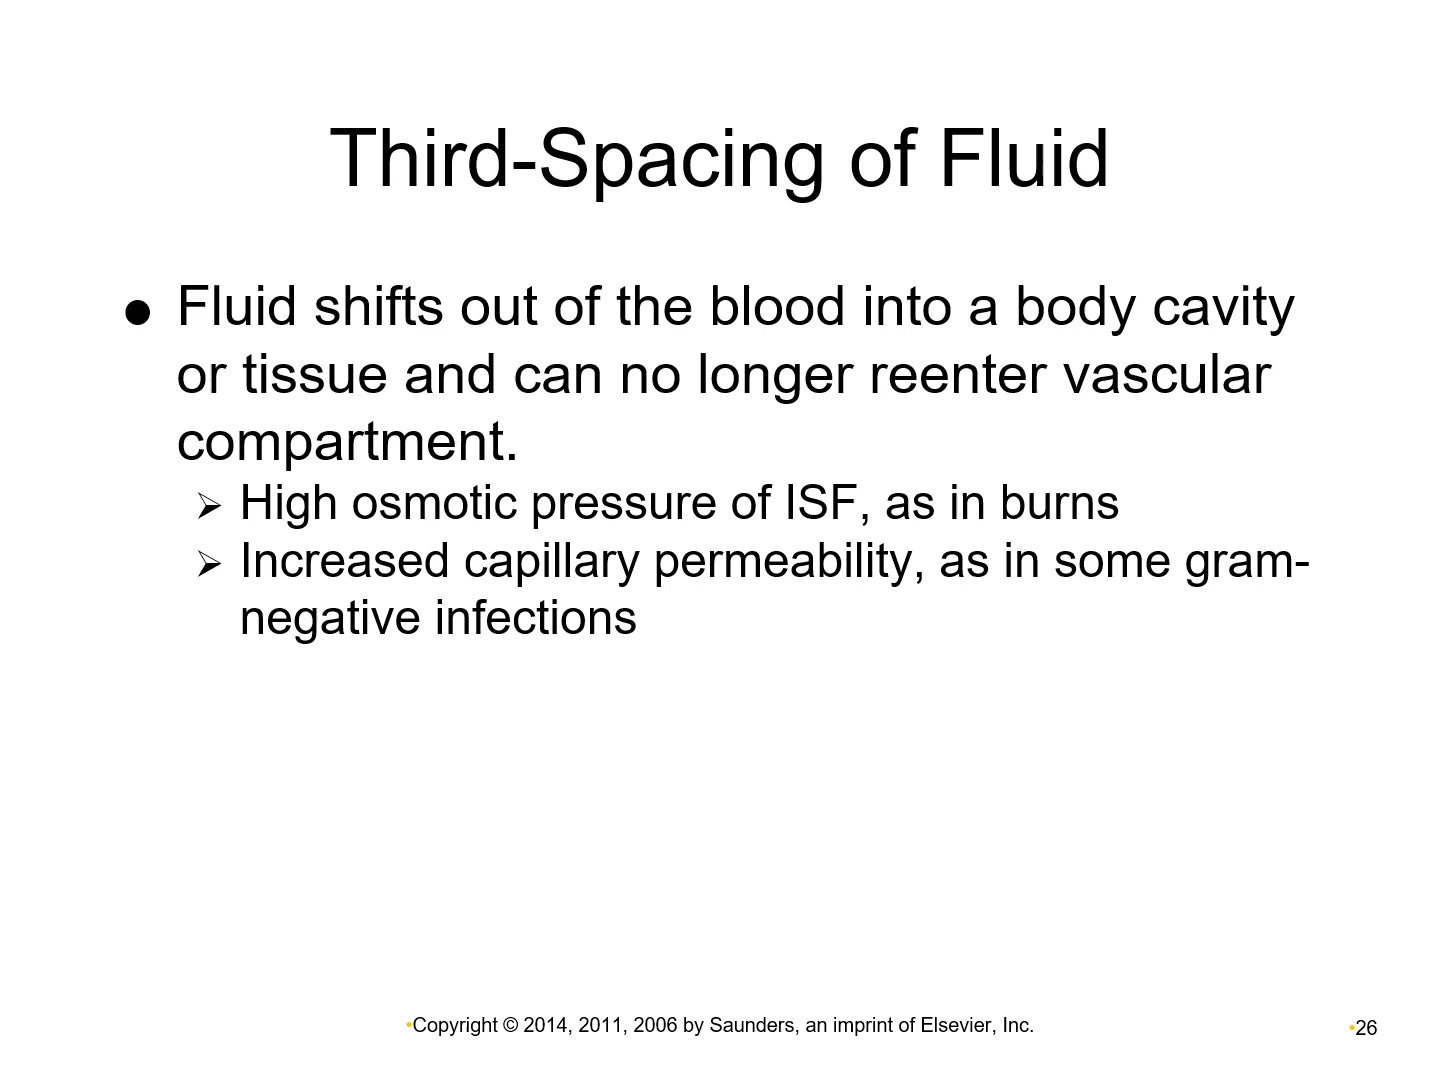 Third-Spacing of Fluid
● Fluid shifts out of the blood into a body cavity
or tissue and can no longer reenter vascular
compartment.
➢ High osmotic pressure of ISF, as in burns
➢ Increased capillary permeability, as in some gram-
negative infections
•Copyright © 2014, 2011, 2006 by Saunders, an imprint of Elsevier, Inc.
•26